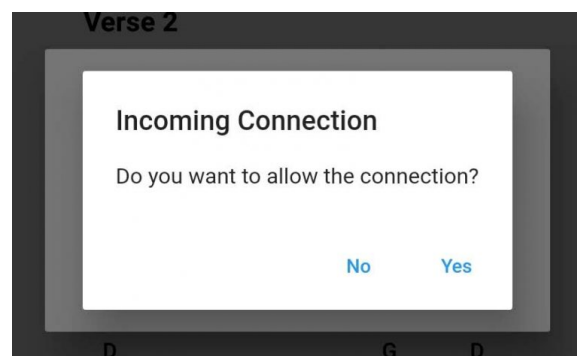 Verse 2
Incoming Connection
Do you want to allow the connection?
No Yes
D G D